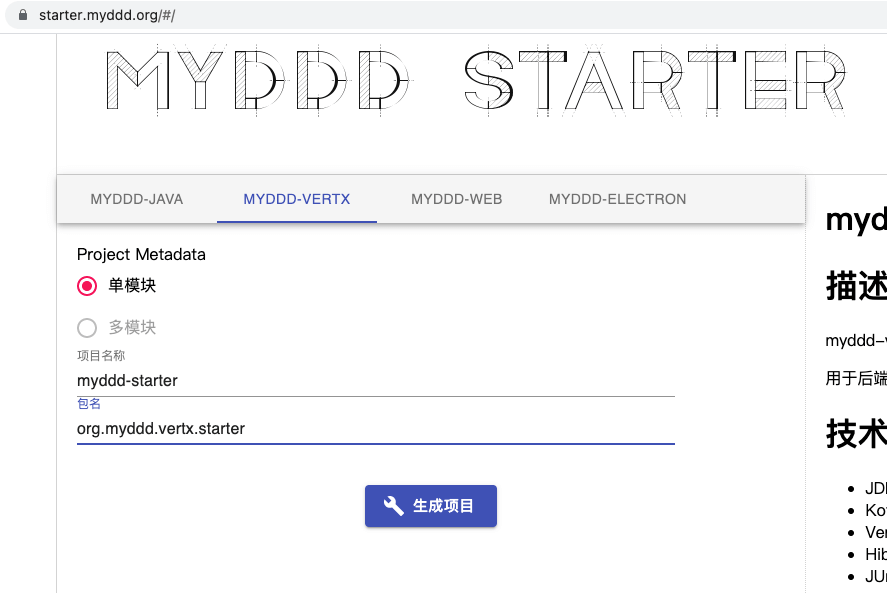 starter.myddd.org/#/
MYDDD STARTER
MYDDD-JAVA MYDDD-VERTX MYDDD-WEB MYDDD-ELECTRON
Project Metadata
单模块
多模块
项目名称
myddd-starter
包名
org.myddd.vertx.starter
生成项目
myd
描述
myddd-v
用于后端
技术
JD
Ko
Ver
Hib
JU